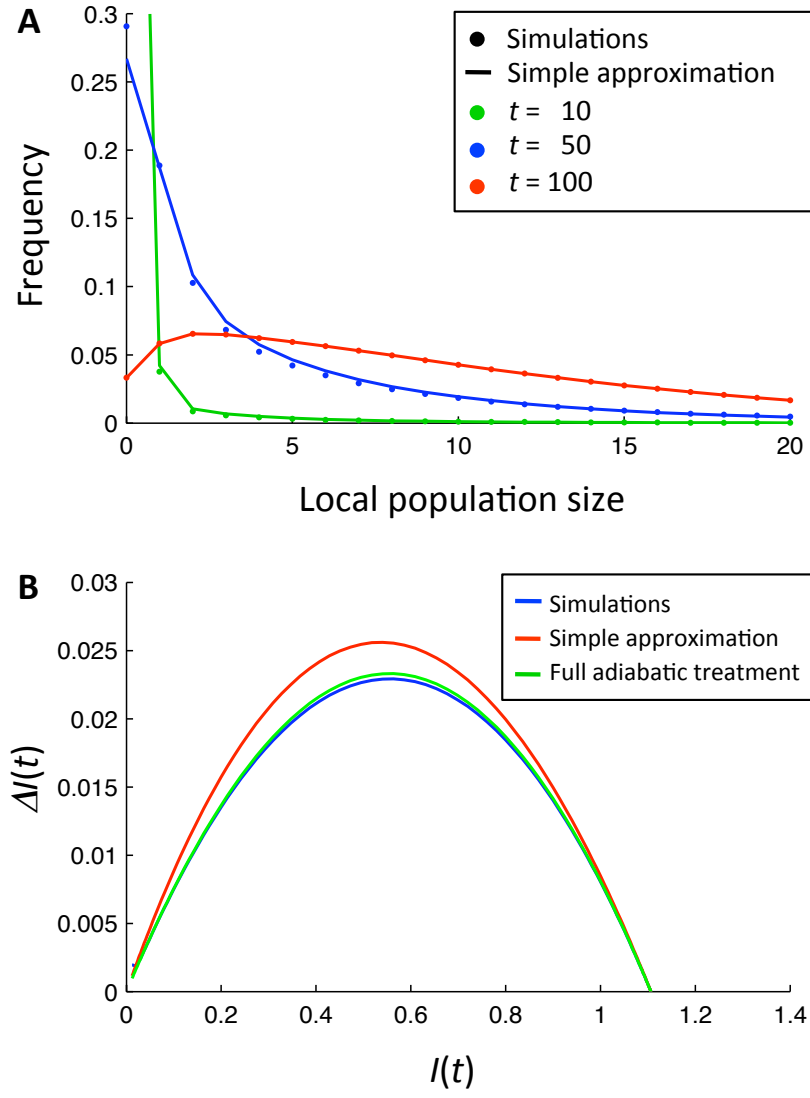 A
0.3
0.25
0.2
0.15
0.1
0.05
0
Frequency
Simulations
Simple approximation
t = 10
t = 50
t = 100
0 5 10 15 20
Local population size
B
0.03
0.025
0.02
0.015
0.01
0.005
0
ΔI(t)
Simulations
Simple approximation
Full adiabatic treatment
0 0.2 0.4 0.6 0.8 1 1.2 1.4
I(t)